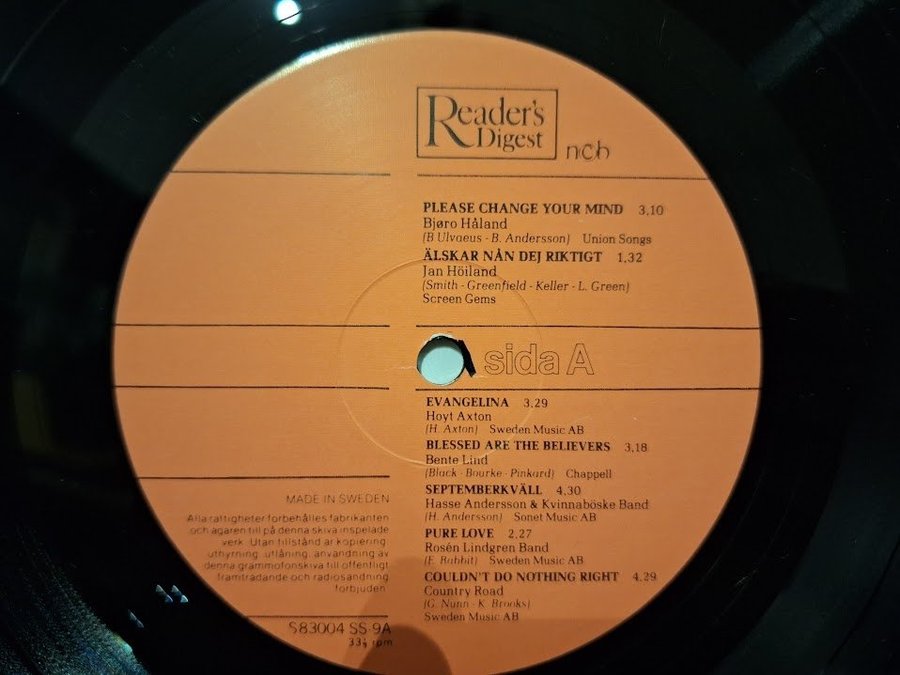 Reader's
Digest
ncb
PLEASE CHANGE YOUR MIND 3,10
Bjøro Håland
(B Ulvaeus - B. Andersson) Union Songs
ÄLSKAR NÅN DEJ RIKTIGT 1,32
Jan Höiland
(Smith - Greenfield - Keller - L. Green)
Screen Gems
sida A
EVANGELINA 3,29
Hoyt Axton
(H. Axton) Sweden Music AB
BLESSED ARE THE BELIEVERS 3,18
Bente Lind
(Black - Bourke - Pinkard) Chappell
SEPTEMBERKVÄLL 4,30
Hasse Andersson & Kvinnaböske Band
(H. Andersson) Sonet Music AB
PURE LOVE 2,27
Rosén Lindgren Band
(E. Rabbit) Sweden Music AB
COULDN'T DO NOTHING RIGHT 4,29
Country Road
(G. Nunn - K. Brooks)
Sweden Music AB
MADE IN SWEDEN
Alla rättigheter förbehålles fabrikanten
och ägaren till på denna skiva inspelade
verk. Utan tillstånd är kopiering,
uthyrning, utlåning, användning av
denna grammofonskiva till offentligt
framträdande och radiosändning
förbjuden.
S83004 SS-9A
33⅓ rpm